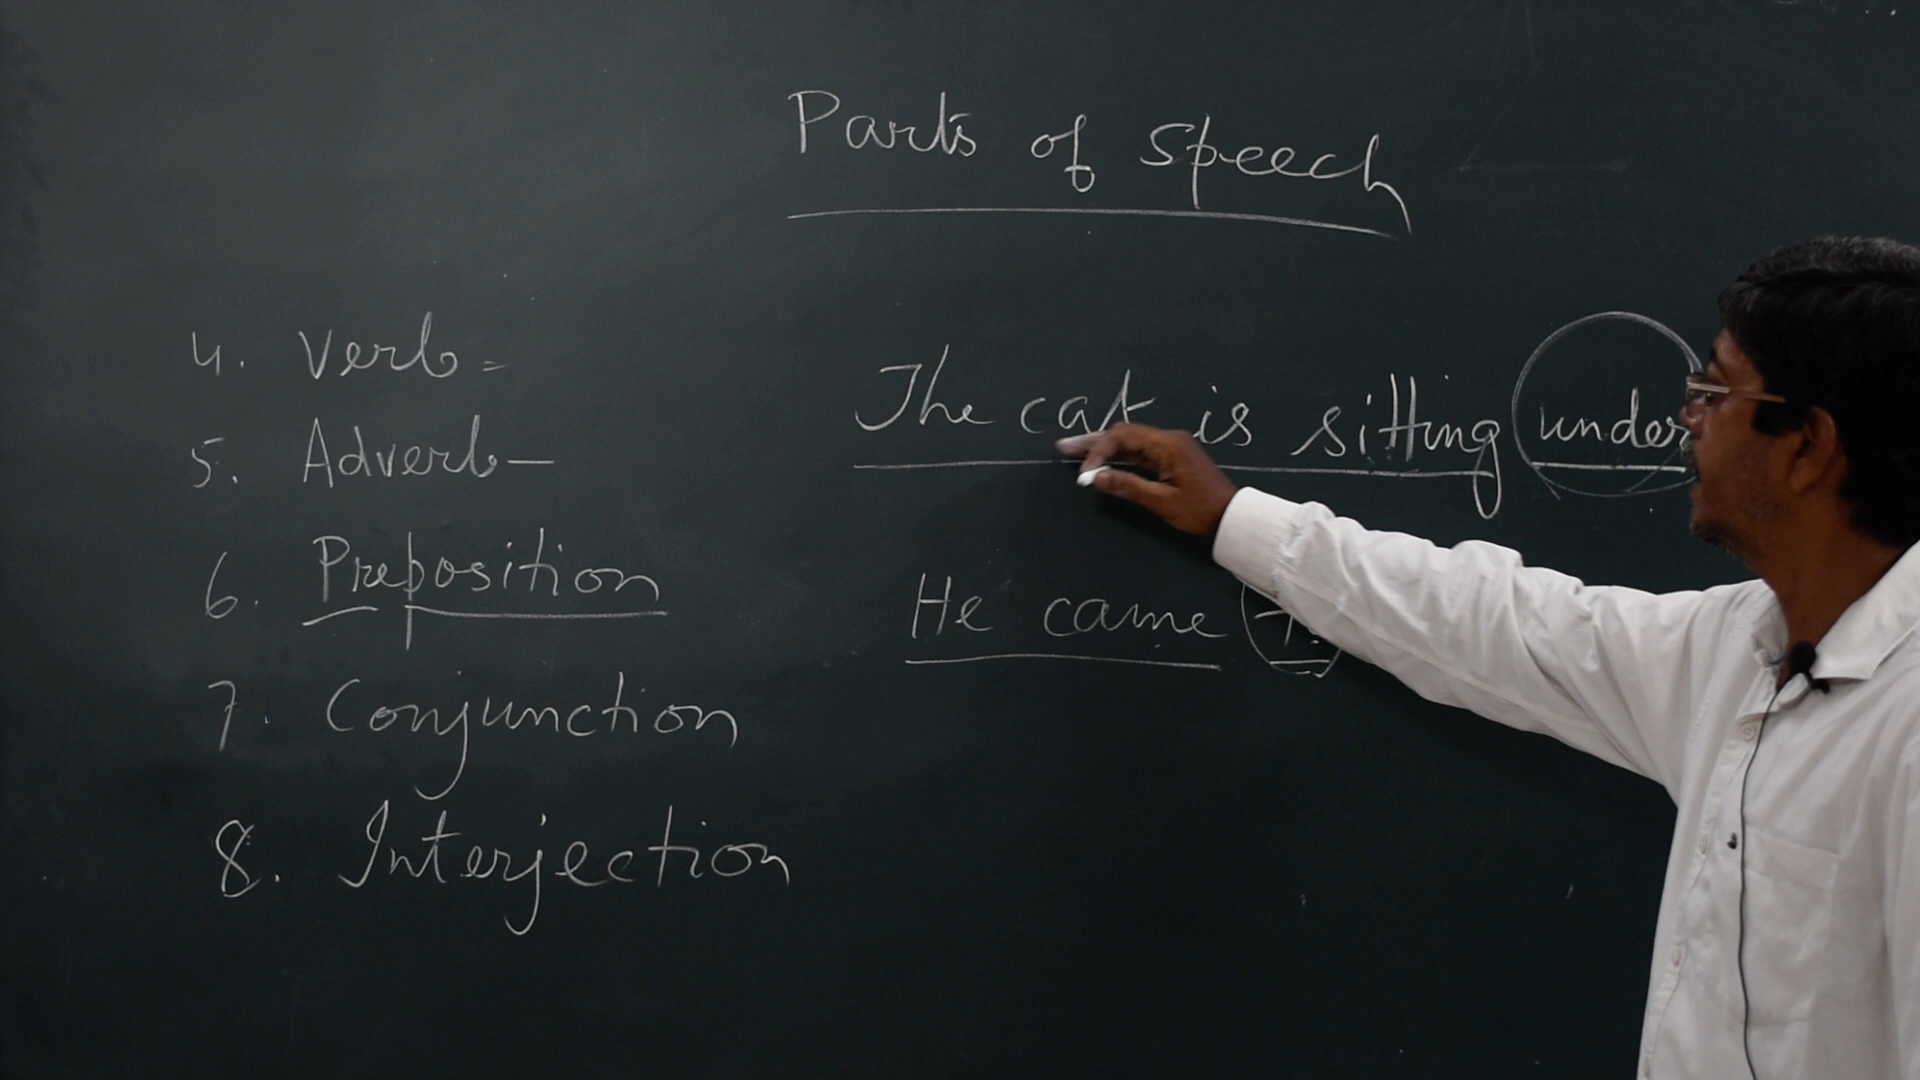 Parts of speech
4. Verb =
5. Adverb —
6. Preposition
7. Conjunction
8. Interjection
The cat is sitting under
He came